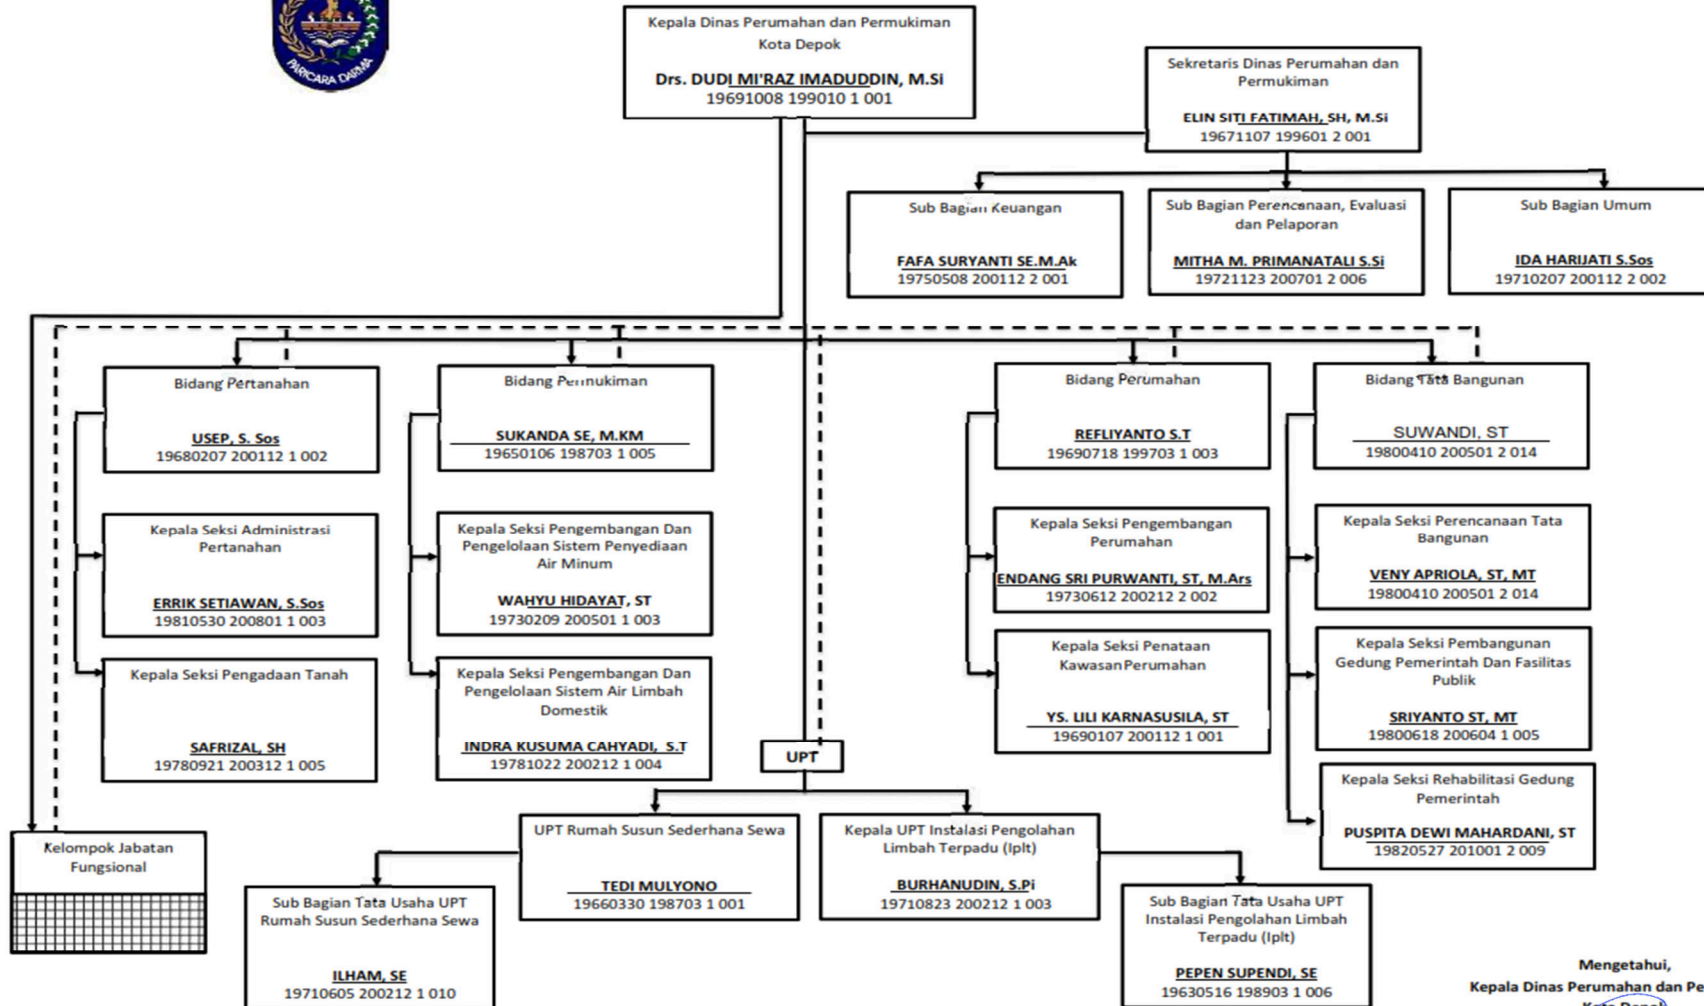 PARICARA DARMA
Kepala Dinas Perumahan dan Permukiman
Kota Depok
Drs. DUDI MI'RAZ IMADUDDIN, M.Si
19691008 199010 1 001
Sekretaris Dinas Perumahan dan
Permukiman
ELIN SITI FATIMAH, SH, M.Si
19671107 199601 2 001
Sub Bagian Keuangan
FAFA SURYANTI SE.M.Ak
19750508 200112 2 001
Sub Bagian Perencanaan, Evaluasi
dan Pelaporan
MITHA M. PRIMANATALI S.Si
19721123 200701 2 006
Sub Bagian Umum
IDA HARIJATI S.Sos
19710207 200112 2 002
Bidang Pertanahan
USEP, S. Sos
19680207 200112 1 002
Bidang Permukiman
SUKANDA SE, M.KM
19650106 198703 1 005
Bidang Perumahan
REFLIYANTO S.T
19690718 199703 1 003
Bidang Tata Bangunan
SUWANDI, ST
19800410 200501 2 014
Kepala Seksi Administrasi
Pertanahan
ERRIK SETIAWAN, S.Sos
19810530 200801 1 003
Kepala Seksi Pengembangan Dan
Pengelolaan Sistem Penyediaan
Air Minum
WAHYU HIDAYAT, ST
19730209 200501 1 003
Kepala Seksi Pengembangan
Perumahan
ENDANG SRI PURWANTI, ST, M.Ars
19730612 200212 2 002
Kepala Seksi Perencanaan Tata
Bangunan
VENY APRIOLA, ST, MT
19800410 200501 2 014
Kepala Seksi Pengadaan Tanah
SAFRIZAL, SH
19780921 200312 1 005
Kepala Seksi Pengembangan Dan
Pengelolaan Sistem Air Limbah
Domestik
INDRA KUSUMA CAHYADI, S.T
19781022 200212 1 004
Kepala Seksi Penataan
Kawasan Perumahan
YS. LILI KARNASUSILA, ST
19690107 200112 1 001
Kepala Seksi Pembangunan
Gedung Pemerintah Dan Fasilitas
Publik
SRIYANTO ST, MT
19800618 200604 1 005
UPT
Kepala Seksi Rehabilitasi Gedung
Pemerintah
PUSPITA DEWI MAHARDANI, ST
19820527 201001 2 009
Kelompok Jabatan
Fungsional
UPT Rumah Susun Sederhana Sewa
TEDI MULYONO
19660330 198703 1 001
Kepala UPT Instalasi Pengolahan
Limbah Terpadu (Iplt)
BURHANUDIN, S.Pi
19710823 200212 1 003
Sub Bagian Tata Usaha UPT
Rumah Susun Sederhana Sewa
ILHAM, SE
19710605 200212 1 010
Sub Bagian Tata Usaha UPT
Instalasi Pengolahan Limbah
Terpadu (Iplt)
PEPEN SUPENDI, SE
19630516 198903 1 006
Mengetahui,
Kepala Dinas Perumahan dan Pe
Kota